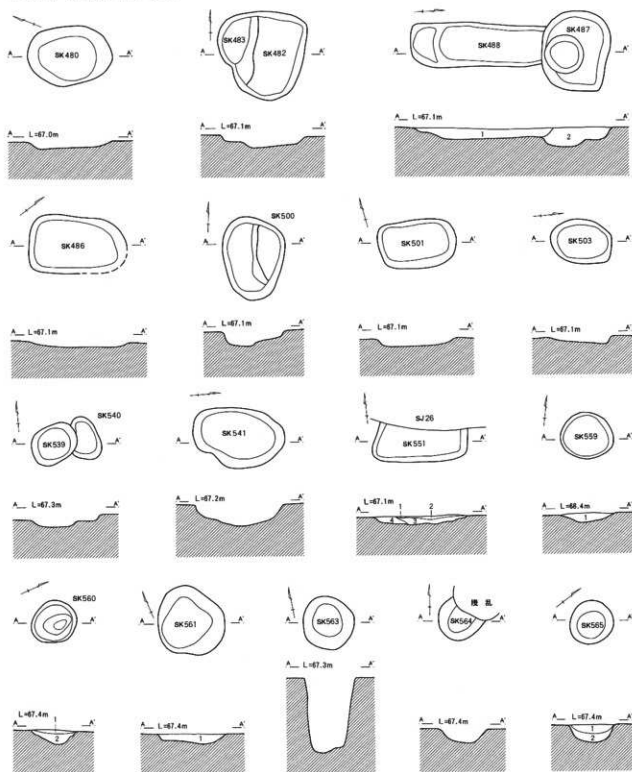 SK480
A A'
L=67.0m
A A'
SK483
SK482
A A'
L=67.1m
A A'
SK488
SK487
A A'
L=67.1m
A A'
1
2
SK486
A A'
L=67.1m
A A'
SK500
A A'
L=67.1m
A A'
SK501
A A'
L=67.1m
A A'
SK503
A A'
L=67.1m
A A'
SK539
SK540
A A'
L=67.3m
A A'
SK541
A A'
L=67.2m
A A'
SJ26
SK551
A A'
L=67.1m
A A'
1 2
4 3
SK559
A A'
L=68.4m
A A'
1
SK560
A A'
L=67.4m
A A'
1
2
SK561
A A'
L=67.4m
A A'
1
SK563
A A'
L=67.3m
A A'
攪乱
SK564
A A'
L=67.4m
A A'
SK565
A A'
L=67.4m
A A'
1
2